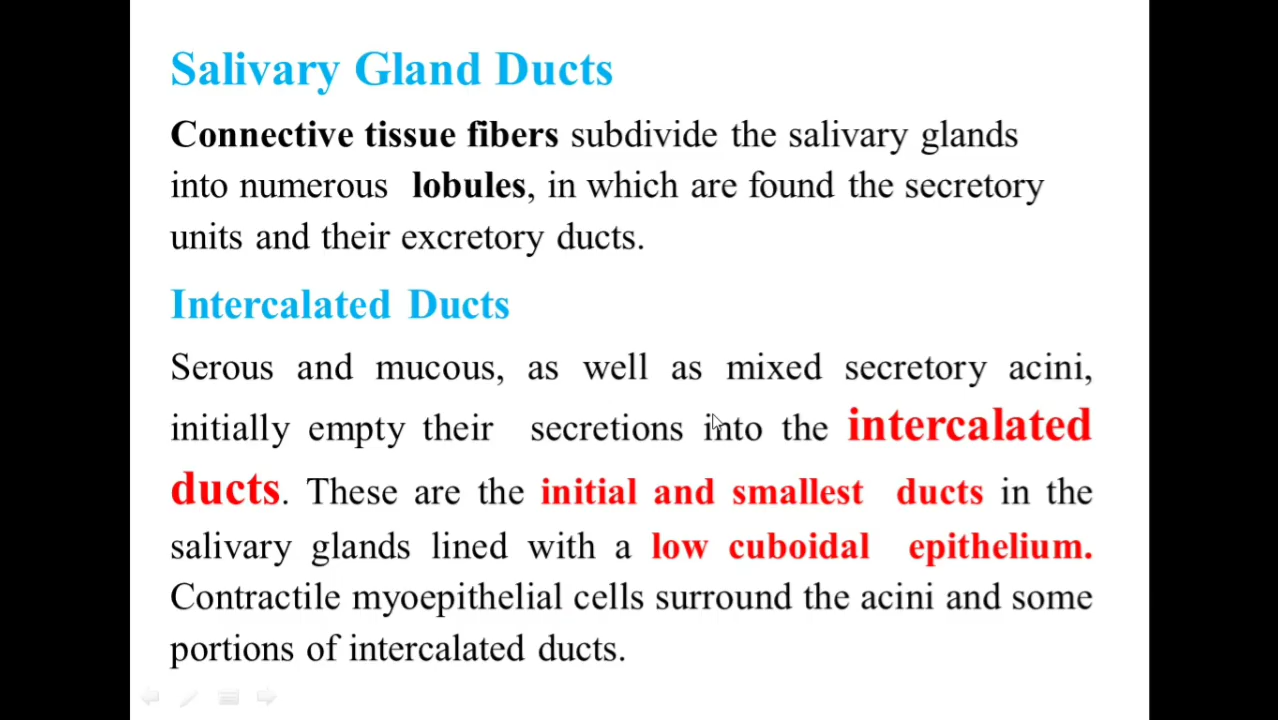 Salivary Gland Ducts
Connective tissue fibers subdivide the salivary glands
into numerous lobules, in which are found the secretory
units and their excretory ducts.
Intercalated Ducts
Serous and mucous, as well as mixed secretory acini,
initially empty their secretions into the intercalated
ducts. These are the initial and smallest ducts in the
salivary glands lined with a low cuboidal epithelium.
Contractile myoepithelial cells surround the acini and some
portions of intercalated ducts.